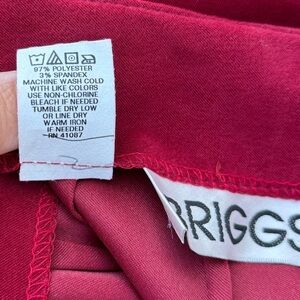 97% POLYESTER
3% SPANDEX
MACHINE WASH COLD
WITH LIKE COLORS
USE NON-CHLORINE
BLEACH IF NEEDED
TUMBLE DRY LOW
OR LINE DRY
WARM IRON
IF NEEDED
RN 41087
BRIGGS